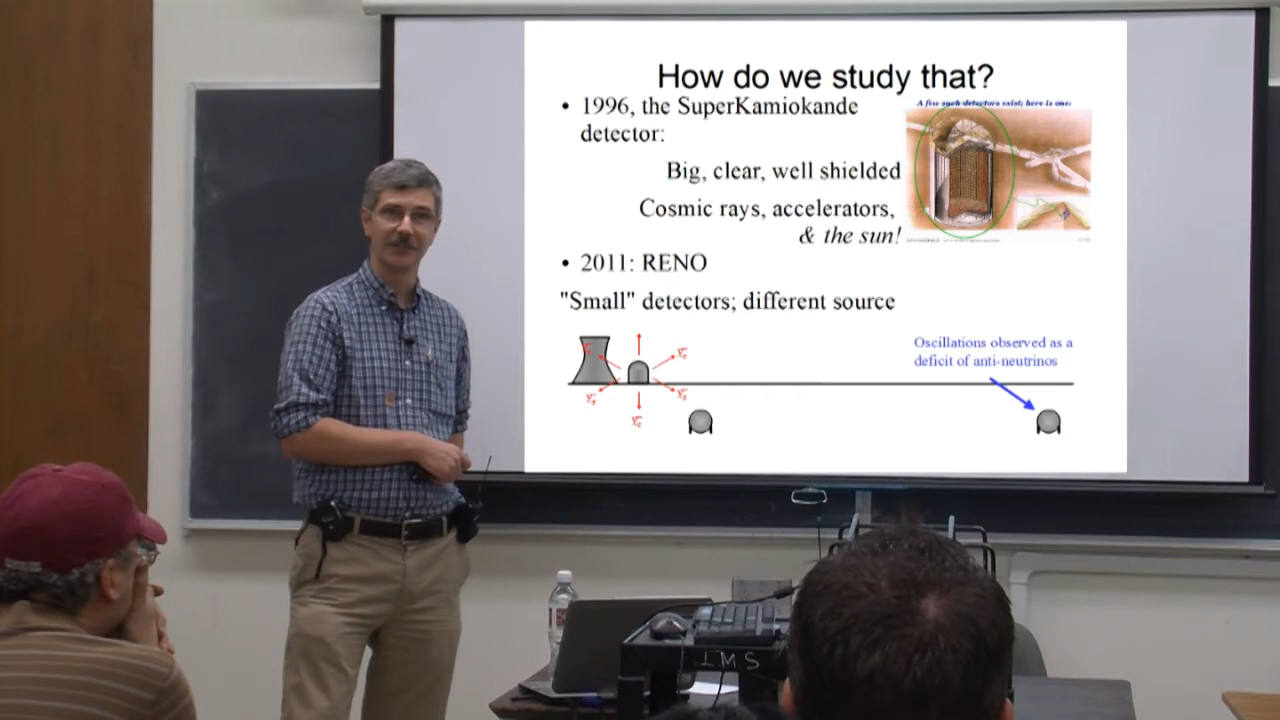 How do we study that?
• 1996, the SuperKamiokande
detector:
A few such detectors exist; here is one:
Big, clear, well shielded
Cosmic rays, accelerators,
& the sun!
• 2011: RENO
"Small" detectors; different source
Oscillations observed as a
deficit of anti-neutrinos
IMS